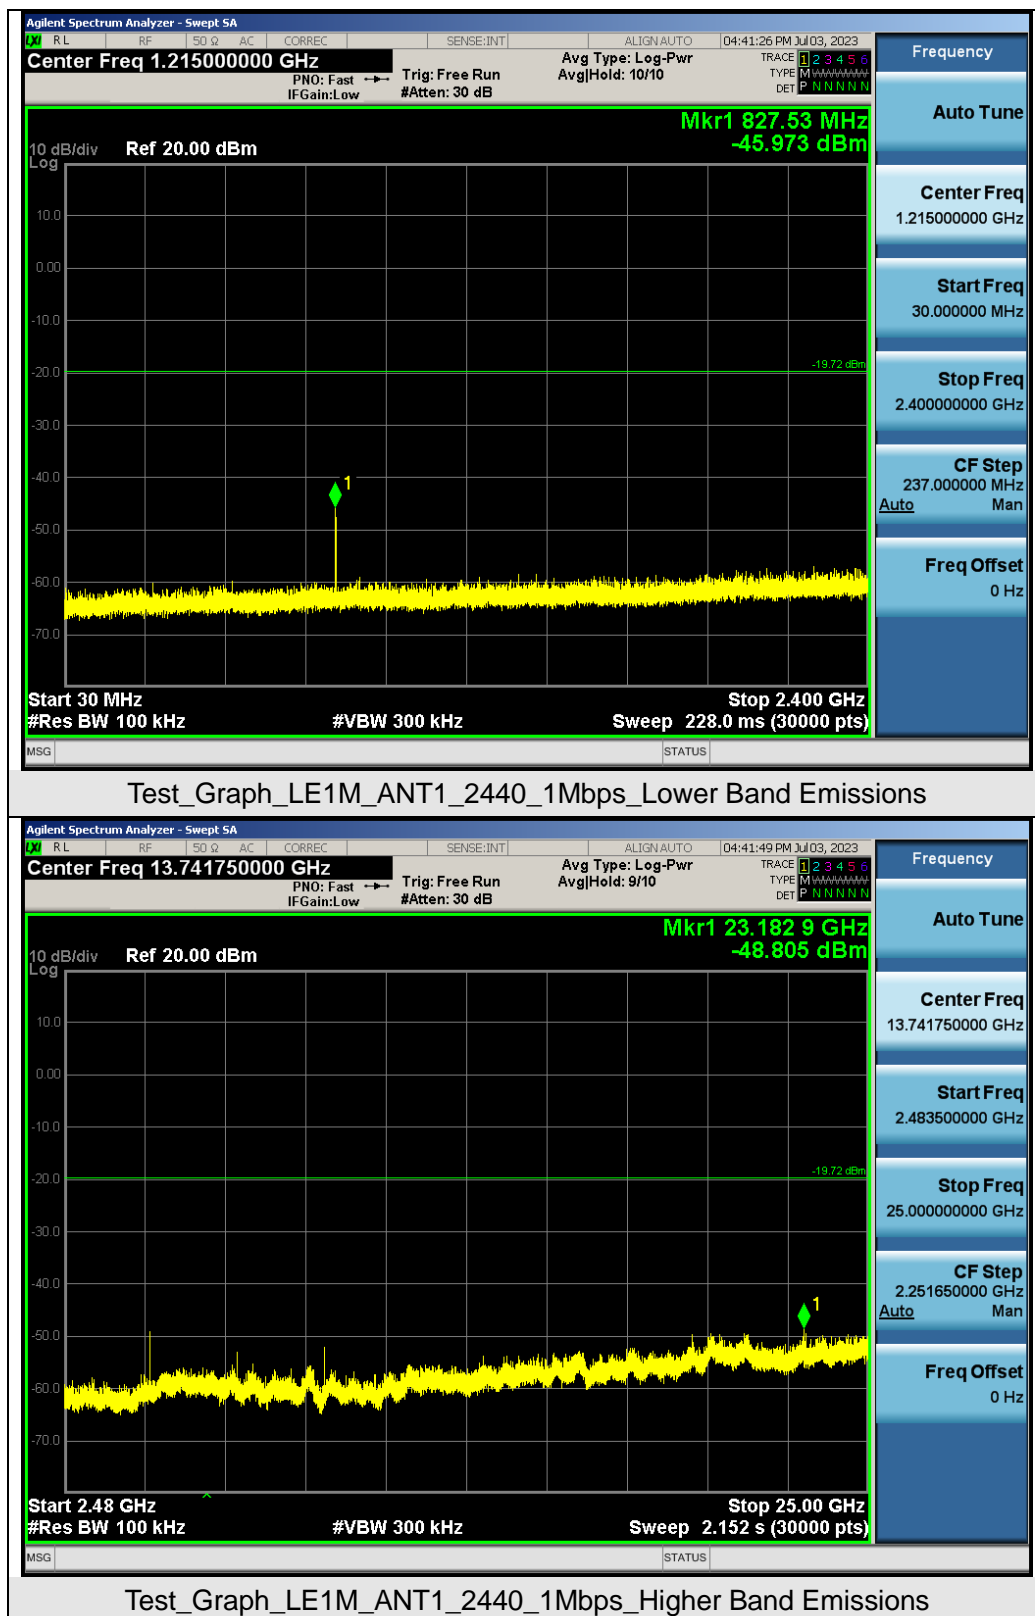 Agilent Spectrum Analyzer - Swept SA
LXI RL RF 50 Ω AC CORREC SENSE:INT ALIGN AUTO 04:41:26 PM Jul 03, 2023
Center Freq 1.215000000 GHz
PNO: Fast
IFGain:Low
Trig: Free Run
#Atten: 30 dB
Avg Type: Log-Pwr
Avg|Hold: 10/10
TRACE 1 2 3 4 5 6
TYPE M WWWWW
DET P N N N N N
Frequency
Auto Tune
Center Freq
1.215000000 GHz
Start Freq
30.000000 MHz
Stop Freq
2.400000000 GHz
CF Step
237.000000 MHz
Auto Man
Freq Offset
0 Hz
Mkr1 827.53 MHz
-45.973 dBm
10 dB/div Ref 20.00 dBm
Log
10.0
0.00
-10.0
-19.72 dBm
-20.0
-30.0
-40.0
1
-50.0
-60.0
-70.0
Start 30 MHz Stop 2.400 GHz
#Res BW 100 kHz #VBW 300 kHz Sweep 228.0 ms (30000 pts)
MSG STATUS
Test_Graph_LE1M_ANT1_2440_1Mbps_Lower Band Emissions
Agilent Spectrum Analyzer - Swept SA
LXI RL RF 50 Ω AC CORREC SENSE:INT ALIGN AUTO 04:41:49 PM Jul 03, 2023
Center Freq 13.741750000 GHz
PNO: Fast
IFGain:Low
Trig: Free Run
#Atten: 30 dB
Avg Type: Log-Pwr
Avg|Hold: 9/10
TRACE 1 2 3 4 5 6
TYPE M WWWWW
DET P N N N N N
Frequency
Auto Tune
Center Freq
13.741750000 GHz
Start Freq
2.483500000 GHz
Stop Freq
25.000000000 GHz
CF Step
2.251650000 GHz
Auto Man
Freq Offset
0 Hz
Mkr1 23.182 9 GHz
-48.805 dBm
10 dB/div Ref 20.00 dBm
Log
10.0
0.00
-10.0
-19.72 dBm
-20.0
-30.0
-40.0
1
-50.0
-60.0
-70.0
Start 2.48 GHz Stop 25.00 GHz
#Res BW 100 kHz #VBW 300 kHz Sweep 2.152 s (30000 pts)
MSG STATUS
Test_Graph_LE1M_ANT1_2440_1Mbps_Higher Band Emissions